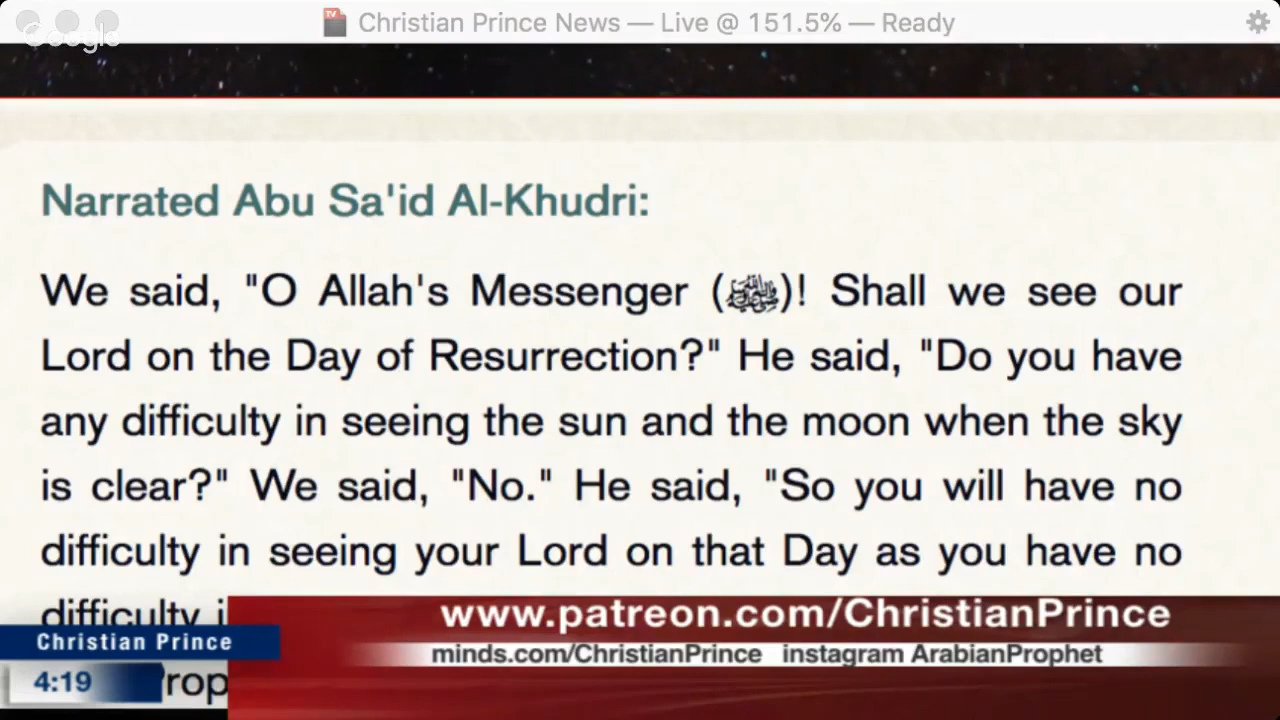 Christian Prince News — Live @ 151.5% — Ready
Google
TV
Narrated Abu Sa'id Al-Khudri:
We said, "O Allah's Messenger (ﷺ)! Shall we see our
Lord on the Day of Resurrection?" He said, "Do you have
any difficulty in seeing the sun and the moon when the sky
is clear?" We said, "No." He said, "So you will have no
difficulty in seeing your Lord on that Day as you have no
difficulty i
www.patreon.com/ChristianPrince
Christian Prince
minds.com/ChristianPrince instagram ArabianProphet
4:19